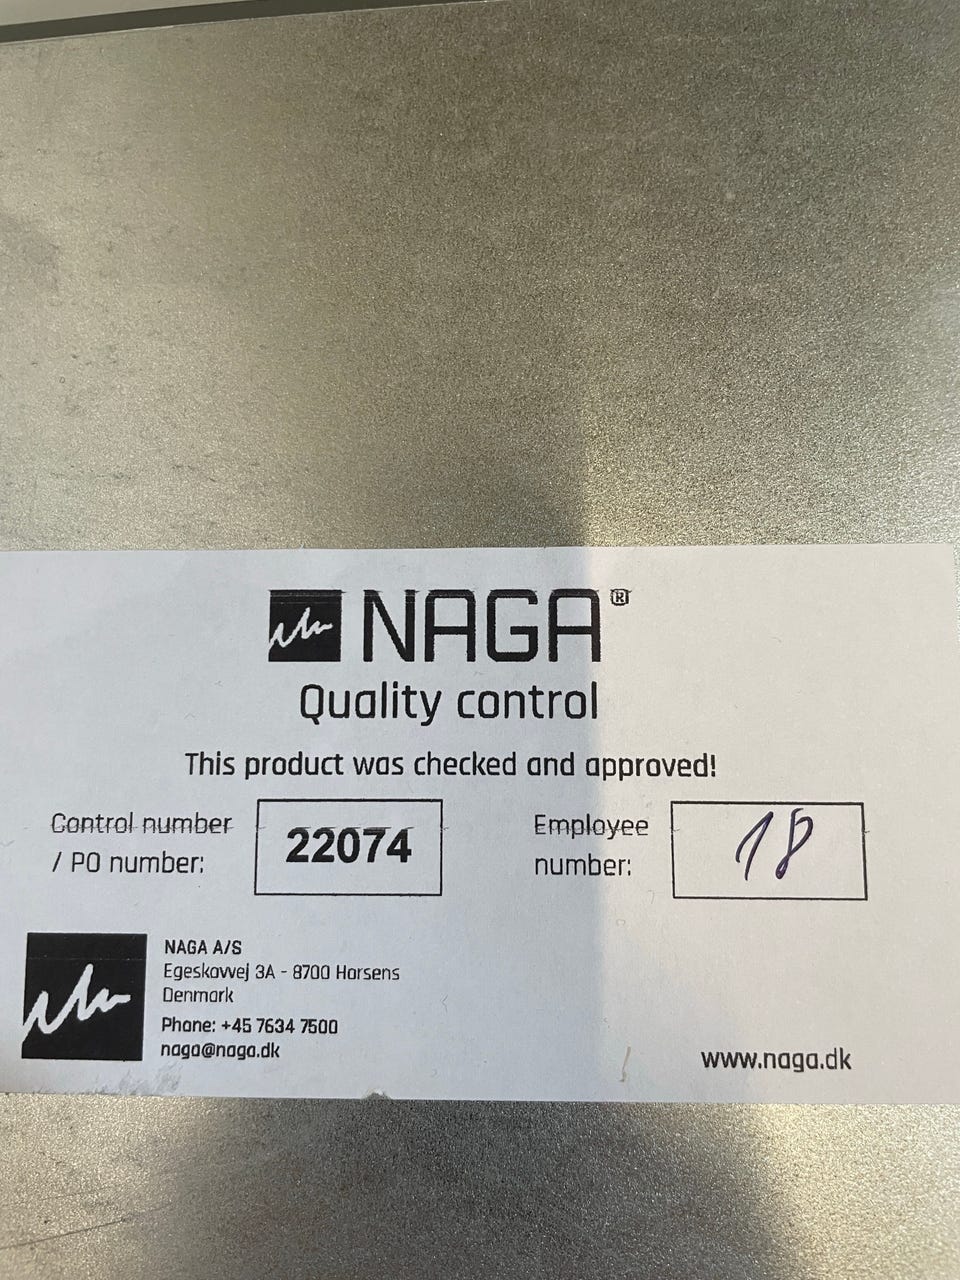 NAGA®
Quality control
This product was checked and approved!
Control number
/ PO number:
22074
Employee
number:
18
NAGA A/S
Egeskovvej 3A - 8700 Horsens
Denmark
Phone: +45 7634 7500
naga@naga.dk
www.naga.dk